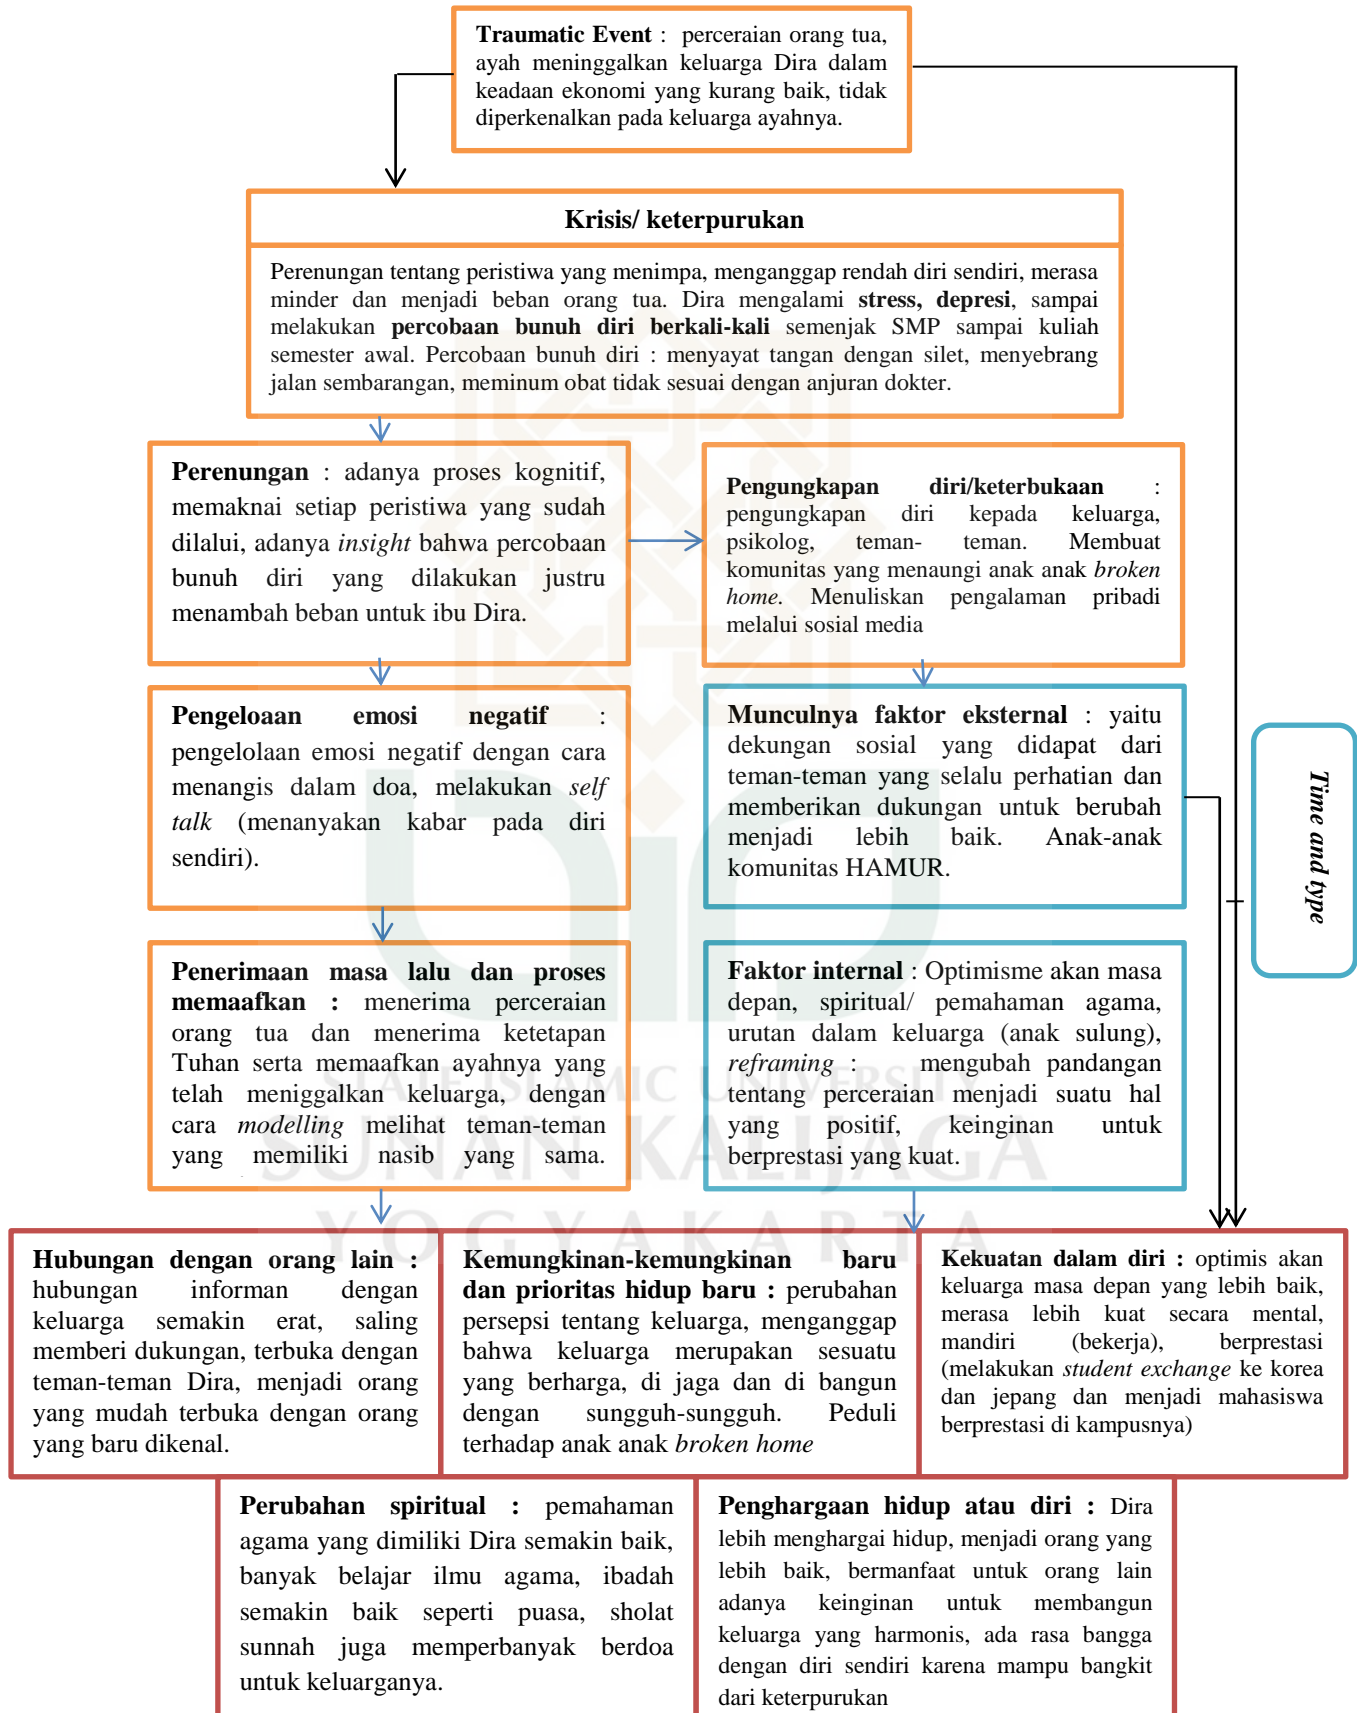 Traumatic Event : perceraian orang tua,
ayah meninggalkan keluarga Dira dalam
keadaan ekonomi yang kurang baik, tidak
diperkenalkan pada keluarga ayahnya.
Krisis/ keterpurukan
Perenungan tentang peristiwa yang menimpa, menganggap rendah diri sendiri, merasa
minder dan menjadi beban orang tua. Dira mengalami stress, depresi, sampai
melakukan percobaan bunuh diri berkali-kali semenjak SMP sampai kuliah
semester awal. Percobaan bunuh diri : menyayat tangan dengan silet, menyebrang
jalan sembarangan, meminum obat tidak sesuai dengan anjuran dokter.
Perenungan : adanya proses kognitif,
memaknai setiap peristiwa yang sudah
dilalui, adanya insight bahwa percobaan
bunuh diri yang dilakukan justru
menambah beban untuk ibu Dira.
Pengungkapan diri/keterbukaan :
pengungkapan diri kepada keluarga,
psikolog, teman- teman. Membuat
komunitas yang menaungi anak anak broken
home. Menuliskan pengalaman pribadi
melalui sosial media
Pengeloaan emosi negatif :
pengelolaan emosi negatif dengan cara
menangis dalam doa, melakukan self
talk (menanyakan kabar pada diri
sendiri).
Munculnya faktor eksternal : yaitu
dekungan sosial yang didapat dari
teman-teman yang selalu perhatian dan
memberikan dukungan untuk berubah
menjadi lebih baik. Anak-anak
komunitas HAMUR.
Time and type
Penerimaan masa lalu dan proses
memaafkan : menerima perceraian
orang tua dan menerima ketetapan
Tuhan serta memaafkan ayahnya yang
telah meniggalkan keluarga, dengan
cara modelling melihat teman-teman
yang memiliki nasib yang sama.
Faktor internal : Optimisme akan masa
depan, spiritual/ pemahaman agama,
urutan dalam keluarga (anak sulung),
reframing : mengubah pandangan
tentang perceraian menjadi suatu hal
yang positif, keinginan untuk
berprestasi yang kuat.
STATE ISLAMIC UNIVERSITY
SUNAN KALIJAGA
YOGYAKARTA
Hubungan dengan orang lain :
hubungan informan dengan
keluarga semakin erat, saling
memberi dukungan, terbuka dengan
teman-teman Dira, menjadi orang
yang mudah terbuka dengan orang
yang baru dikenal.
Kemungkinan-kemungkinan baru
dan prioritas hidup baru : perubahan
persepsi tentang keluarga, menganggap
bahwa keluarga merupakan sesuatu
yang berharga, di jaga dan di bangun
dengan sungguh-sungguh. Peduli
terhadap anak anak broken home
Kekuatan dalam diri : optimis akan
keluarga masa depan yang lebih baik,
merasa lebih kuat secara mental,
mandiri (bekerja), berprestasi
(melakukan student exchange ke korea
dan jepang dan menjadi mahasiswa
berprestasi di kampusnya)
Perubahan spiritual : pemahaman
agama yang dimiliki Dira semakin baik,
banyak belajar ilmu agama, ibadah
semakin baik seperti puasa, sholat
sunnah juga memperbanyak berdoa
untuk keluarganya.
Penghargaan hidup atau diri : Dira
lebih menghargai hidup, menjadi orang yang
lebih baik, bermanfaat untuk orang lain
adanya keinginan untuk membangun
keluarga yang harmonis, ada rasa bangga
dengan diri sendiri karena mampu bangkit
dari keterpurukan